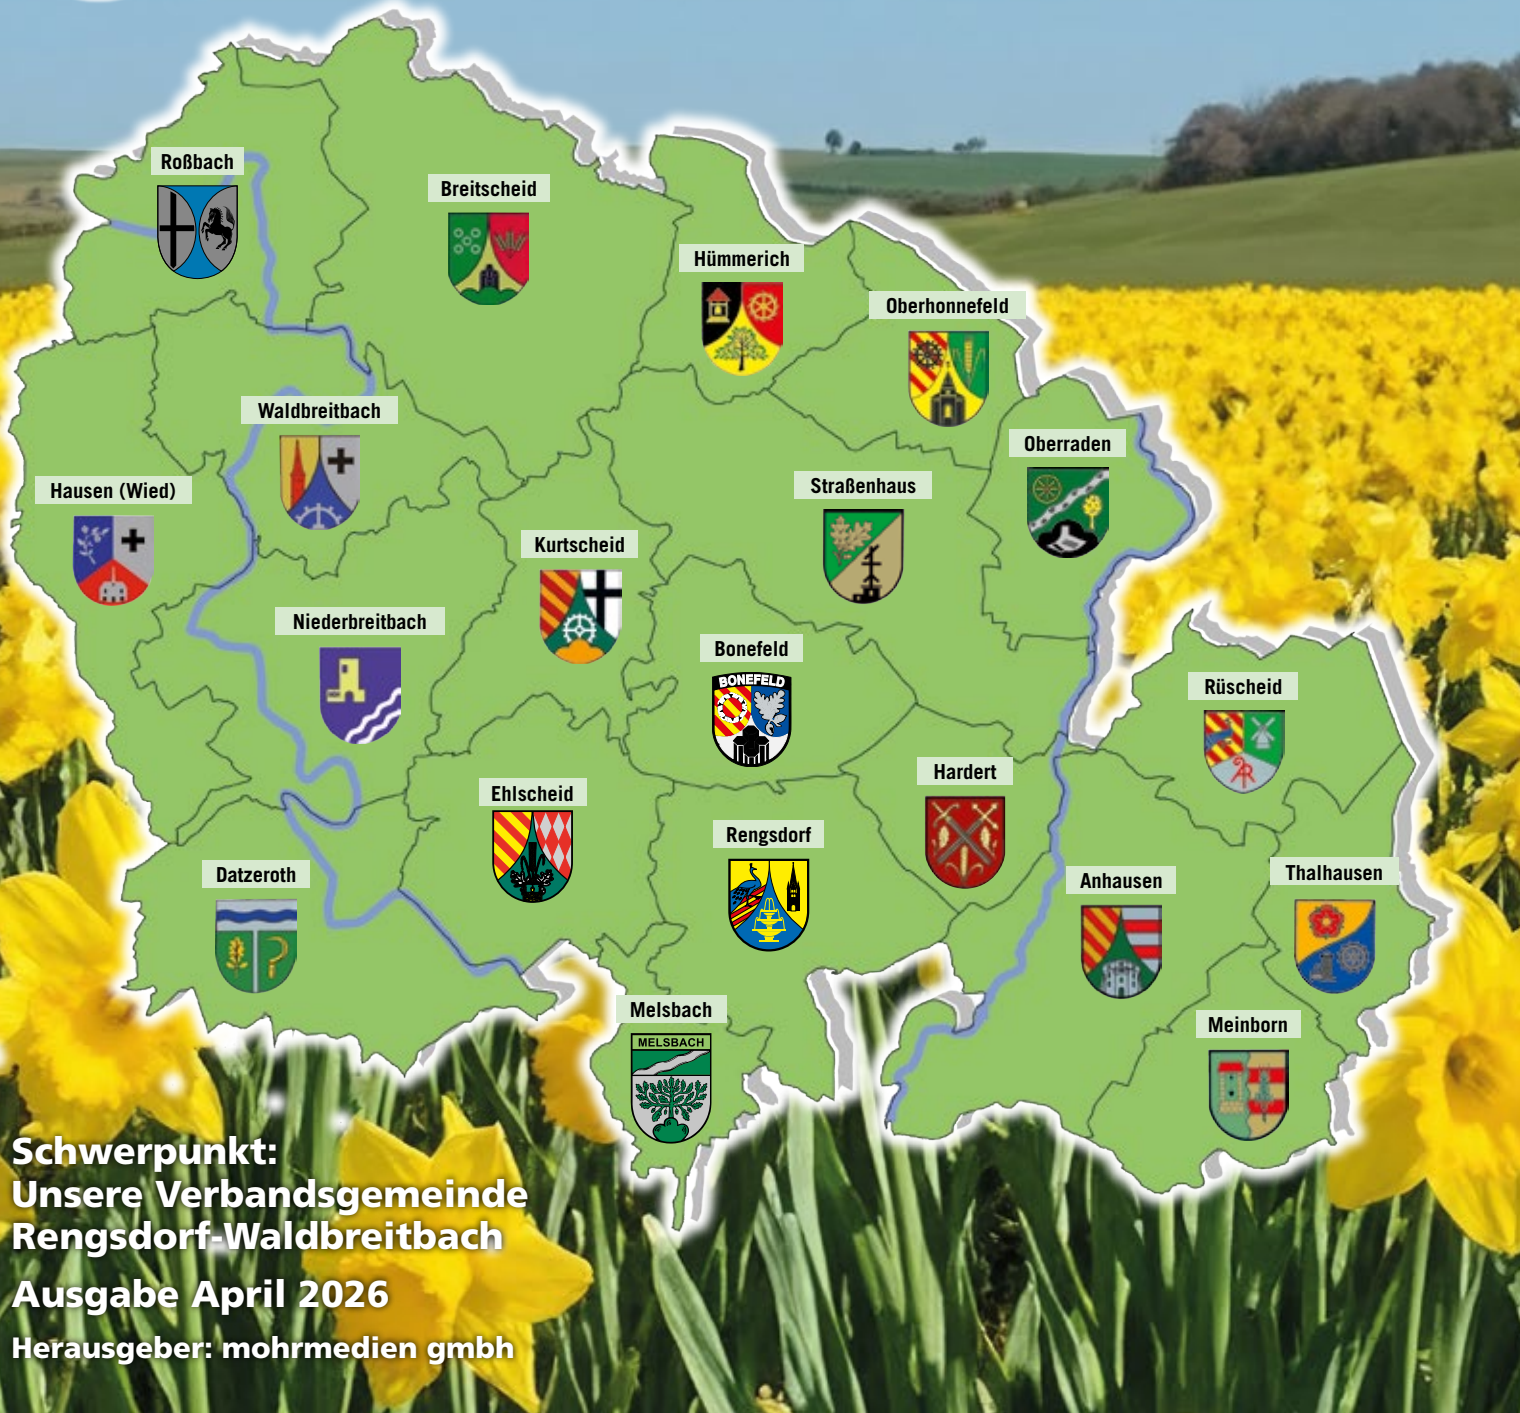 Roßbach
Breitscheid
Hümmerich
Oberhonnefeld
Waldbreitbach
Oberraden
Hausen (Wied)
Straßenhaus
Kurtscheid
Niederbreitbach
Bonefeld
BONEFELD
Rüscheid
AR
Hardert
Ehlscheid
Rengsdorf
Datzeroth
Anhausen
Thalhausen
Melsbach
MELSBACH
Meinborn
Schwerpunkt:
Unsere Verbandsgemeinde
Rengsdorf-Waldbreitbach
Ausgabe April 2026
Herausgeber: mohrmedien gmbh